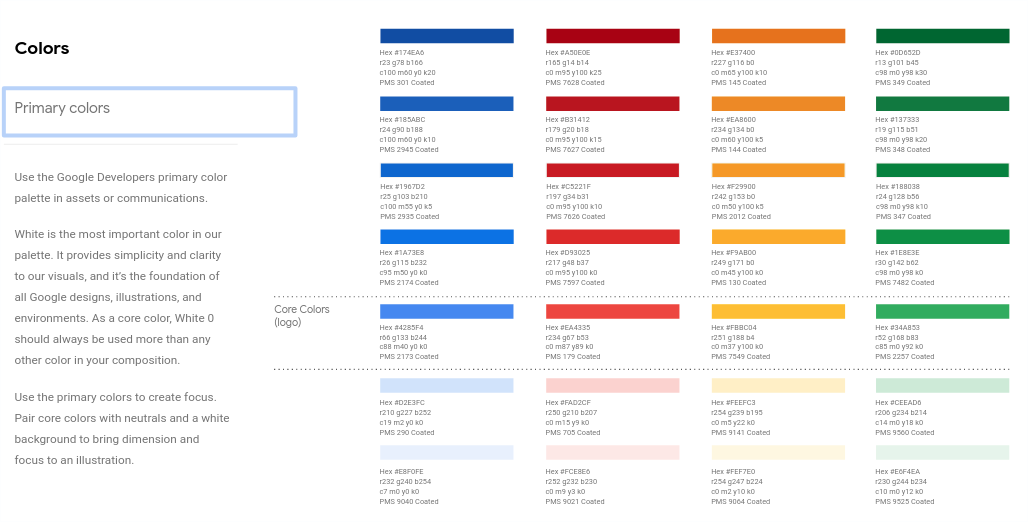 Colors
Primary colors
Use the Google Developers primary color
palette in assets or communications.
White is the most important color in our
palette. It provides simplicity and clarity
to our visuals, and it's the foundation of
all Google designs, illustrations, and
environments. As a core color, White 0
should always be used more than any
other color in your composition.
Use the primary colors to create focus.
Pair core colors with neutrals and a white
background to bring dimension and
focus to an illustration.
Hex #174EA6
r23 g78 b166
c100 m60 y0 k20
PMS 301 Coated
Hex #A50E0E
r165 g14 b14
c0 m95 y100 k25
PMS 7628 Coated
Hex #E37400
r227 g116 b0
c0 m65 y100 k10
PMS 145 Coated
Hex #0D652D
r13 g101 b45
c98 m0 y98 k30
PMS 349 Coated
Hex #185ABC
r24 g90 b188
c100 m60 y0 k10
PMS 2945 Coated
Hex #B31412
r179 g20 b18
c0 m95 y100 k15
PMS 7627 Coated
Hex #EA8600
r234 g134 b0
c0 m60 y100 k5
PMS 144 Coated
Hex #137333
r19 g115 b51
c98 m0 y98 k20
PMS 348 Coated
Hex #1967D2
r25 g103 b210
c100 m55 y0 k5
PMS 2935 Coated
Hex #C5221F
r197 g34 b31
c0 m95 y100 k10
PMS 7626 Coated
Hex #F29900
r242 g153 b0
c0 m50 y100 k5
PMS 2012 Coated
Hex #188038
r24 g128 b56
c98 m0 y98 k10
PMS 347 Coated
Hex #1A73E8
r26 g115 b232
c95 m50 y0 k0
PMS 2174 Coated
Hex #D93025
r217 g48 b37
c0 m95 y100 k0
PMS 7597 Coated
Hex #F9AB00
r249 g171 b0
c0 m45 y100 k0
PMS 130 Coated
Hex #1E8E3E
r30 g142 b62
c98 m0 y98 k0
PMS 7482 Coated
Core Colors
(logo)
Hex #4285F4
r66 g133 b244
c88 m40 y0 k0
PMS 2173 Coated
Hex #EA4335
r234 g67 b53
c0 m87 y89 k0
PMS 179 Coated
Hex #FBBC04
r251 g188 b4
c0 m37 y100 k0
PMS 7549 Coated
Hex #34A853
r52 g168 b83
c85 m0 y92 k0
PMS 2257 Coated
Hex #D2E3FC
r210 g227 b252
c19 m2 y0 k0
PMS 290 Coated
Hex #FAD2CF
r250 g210 b207
c0 m15 y9 k0
PMS 705 Coated
Hex #FEEFC3
r254 g239 b195
c0 m5 y22 k0
PMS 9141 Coated
Hex #CEEAD6
r206 g234 b214
c14 m0 y18 k0
PMS 9560 Coated
Hex #E8F0FE
r232 g240 b254
c7 m0 y0 k0
PMS 9040 Coated
Hex #FCE8E6
r252 g232 b230
c0 m9 y3 k0
PMS 9021 Coated
Hex #FEF7E0
r254 g247 b224
c0 m2 y10 k0
PMS 9064 Coated
Hex #E6F4EA
r230 g244 b234
c10 m0 y12 k0
PMS 9525 Coated